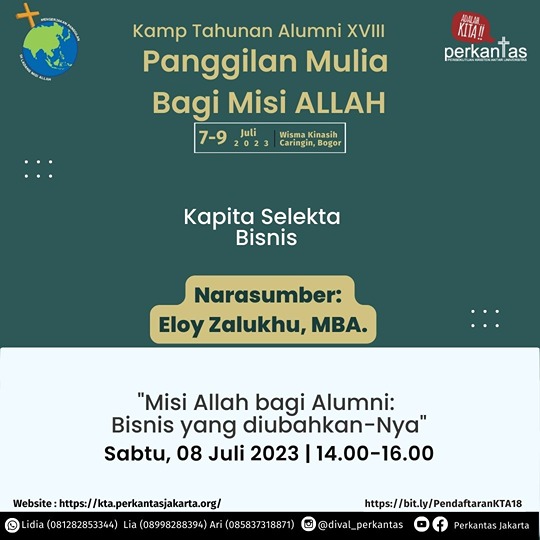 Kamp Tahunan Alumni XVIII
Panggilan Mulia
Bagi Misi ALLAH
7-9
Juli
2023
Wisma Kinasih
Caringin, Bogor
ADALAH
KITA!!
perkantas
Kapita Selekta
Bisnis
Narasumber:
Eloy Zalukhu, MBA.
"Misi Allah bagi Alumni:
Bisnis yang diubahkan-Nya"
Sabtu, 08 Juli 2023 | 14.00-16.00
Website : https://kta.perkantasjakarta.org/
https://bit.ly/PendaftaranKTA18
Lidia (081282853344) Lia (08998288394) Ari (085837318871) @dival_perkantas Perkantas Jakarta